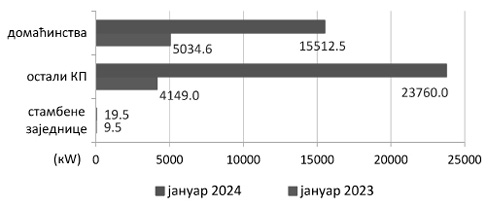 домаћинства
5034.6
15512.5
остали КП
4149.0
23760.0
стамбене
заједнице
19.5
9.5
(кW)
0
5000
10000
15000
20000
25000
јануар 2024
јануар 2023